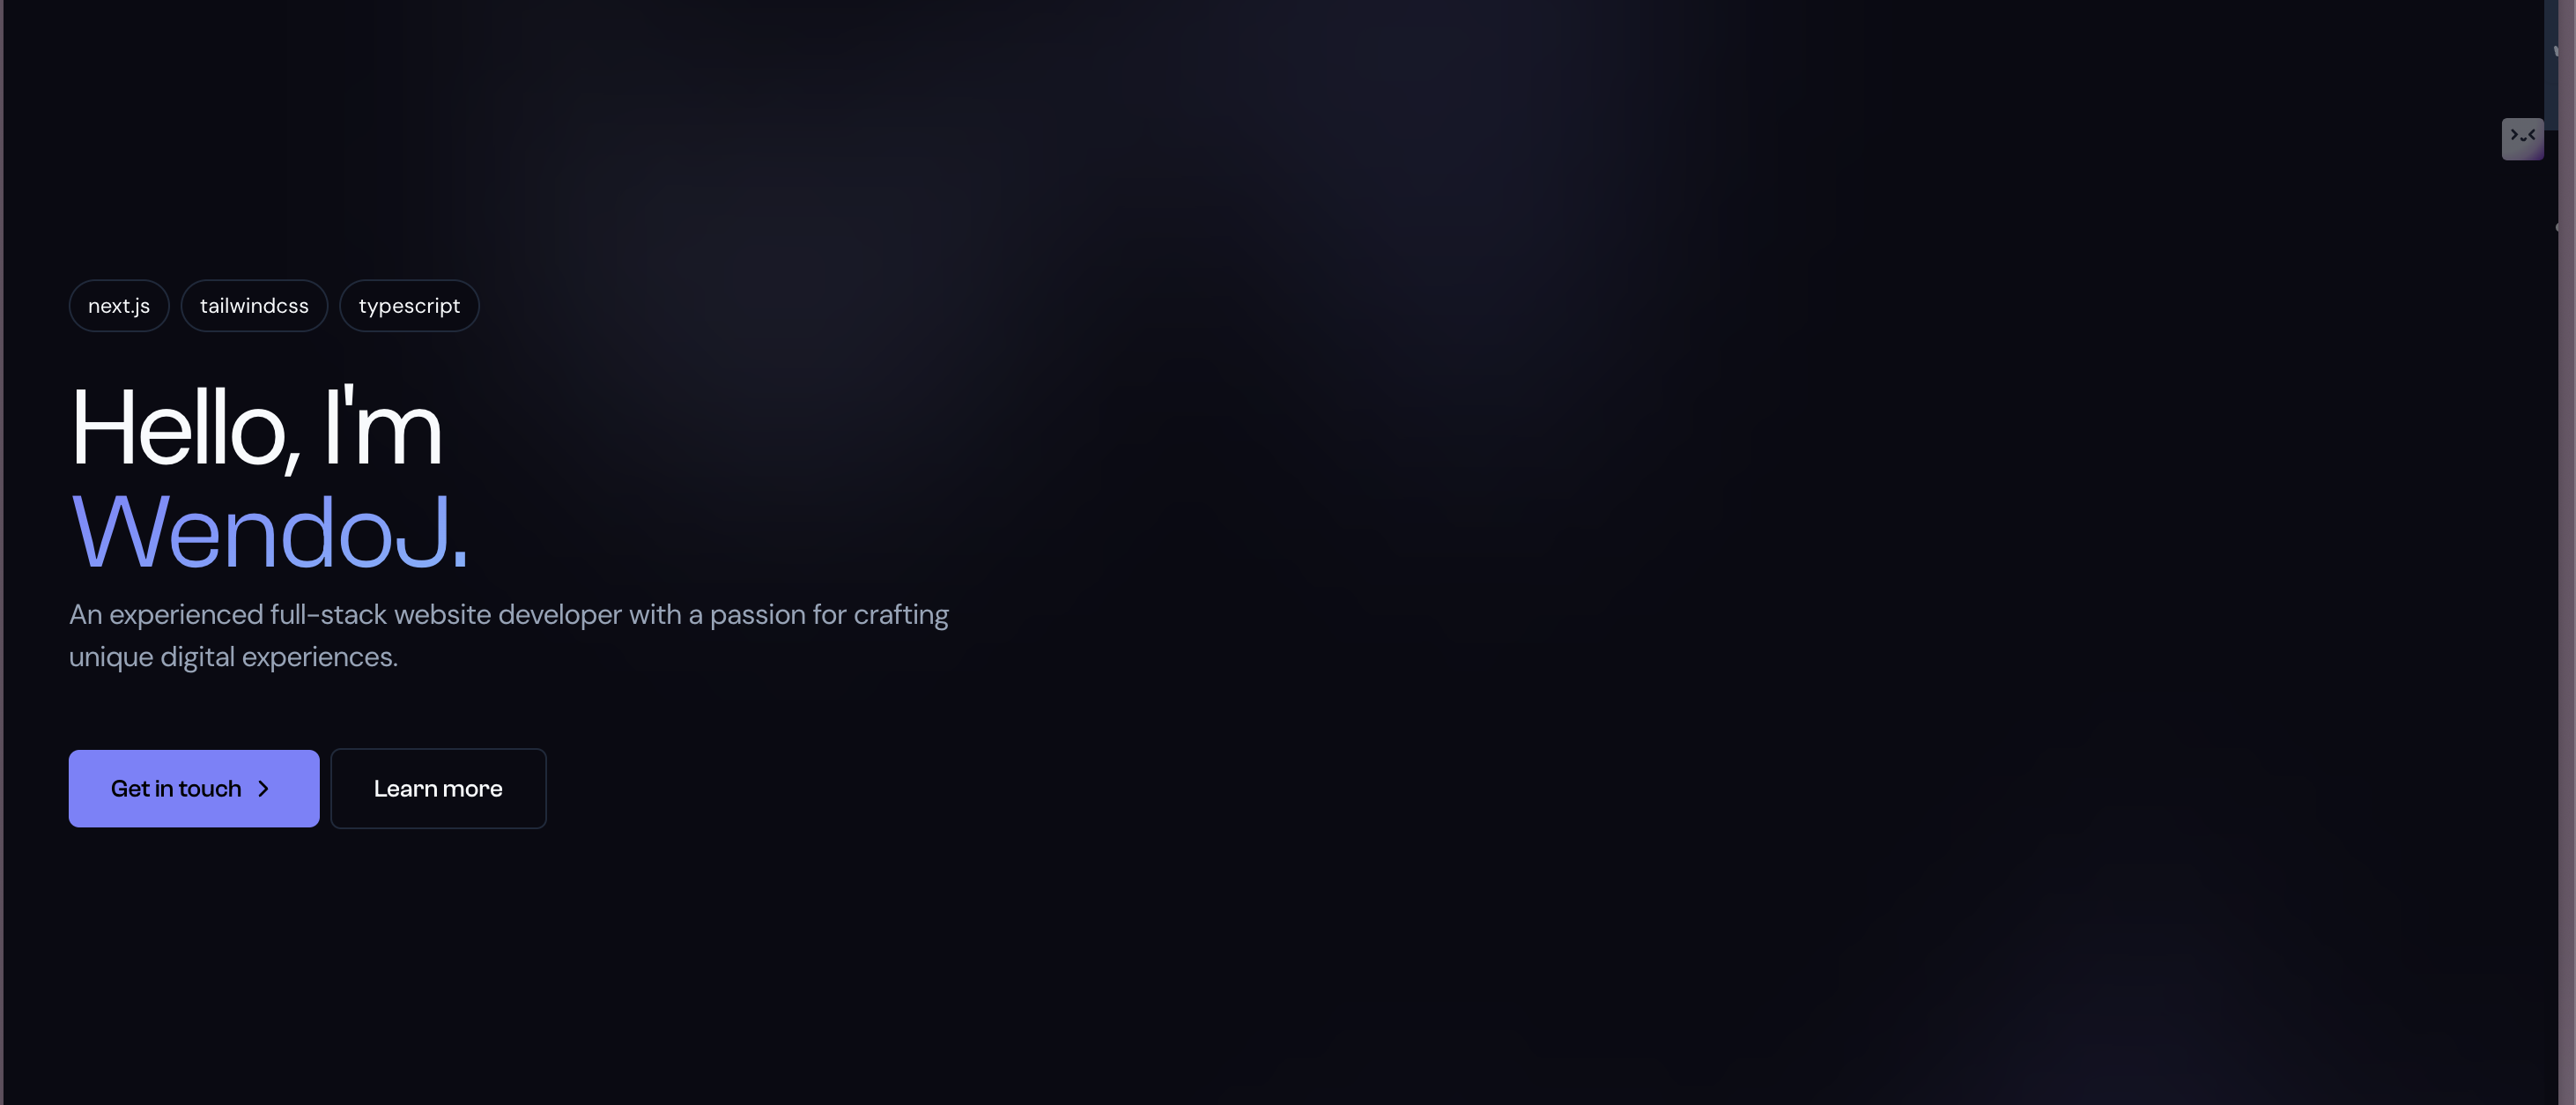 next.js tailwindcss typescript
Hello, I'm
WendoJ.
An experienced full-stack website developer with a passion for crafting
unique digital experiences.
Get in touch Learn more